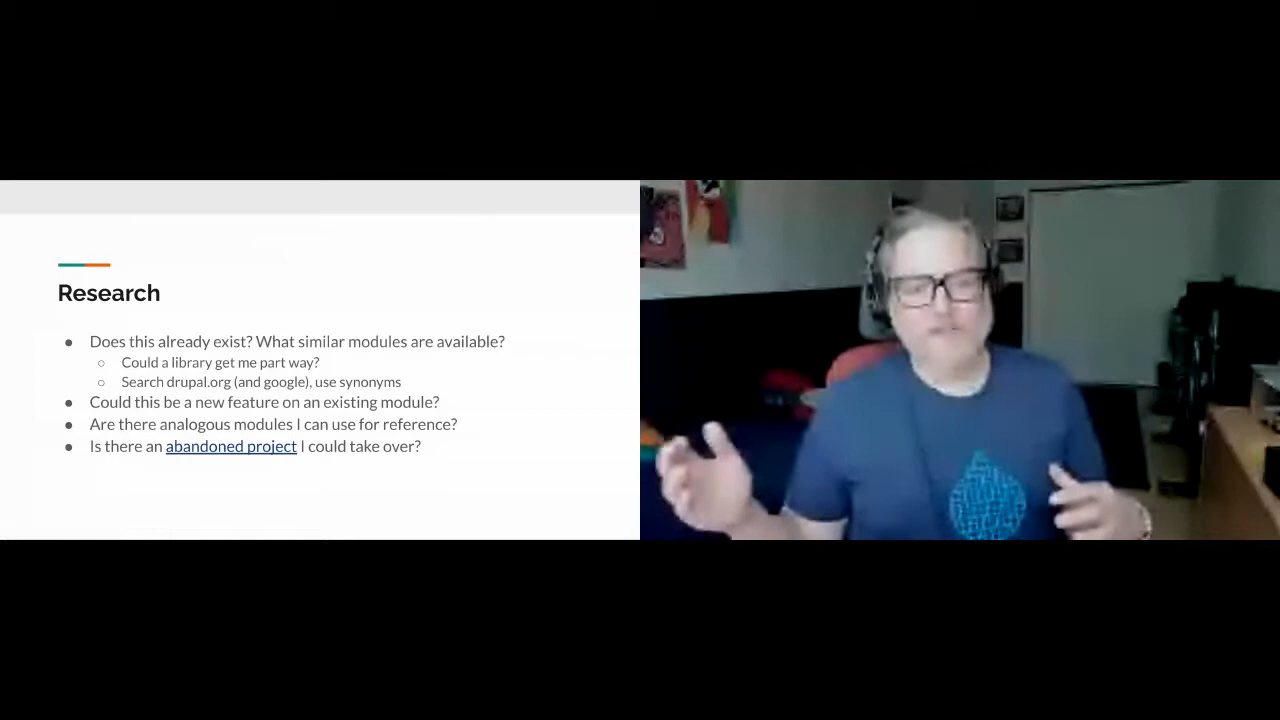 Research
● Does this already exist? What similar modules are available?
○ Could a library get me part way?
○ Search drupal.org (and google), use synonyms
● Could this be a new feature on an existing module?
● Are there analogous modules I can use for reference?
● Is there an abandoned project I could take over?